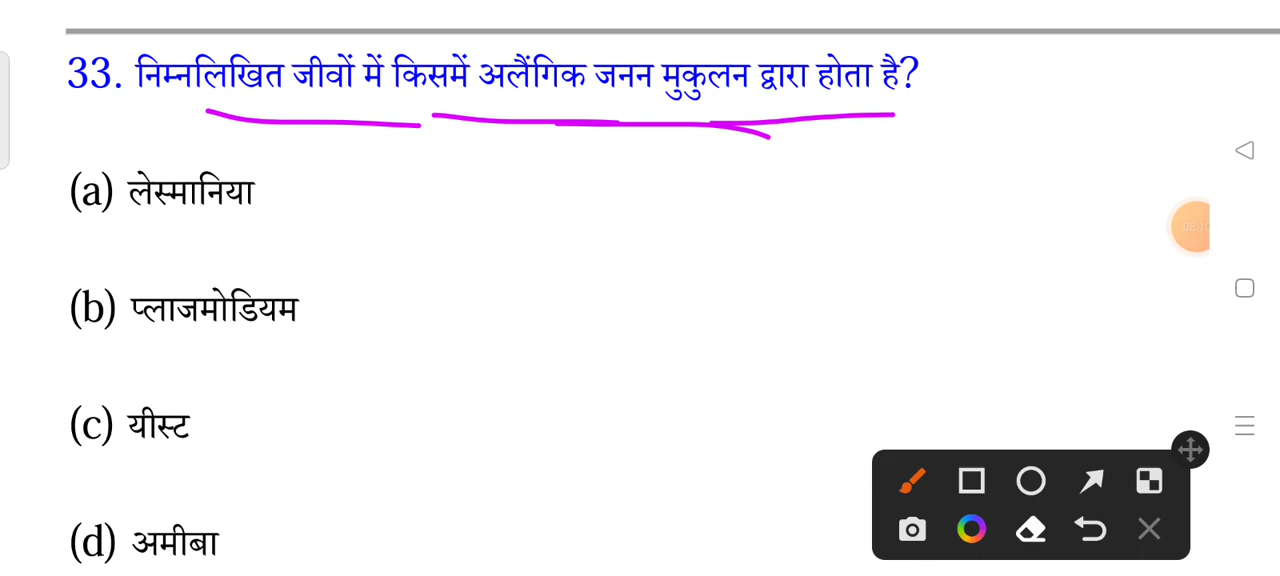 33. निम्नलिखित जीवों में किसमें अलैंगिक जनन मुकुलन द्वारा होता है?
(a) लेस्मानिया
(b) प्लाजमोडियम
(c) यीस्ट
(d) अमीबा